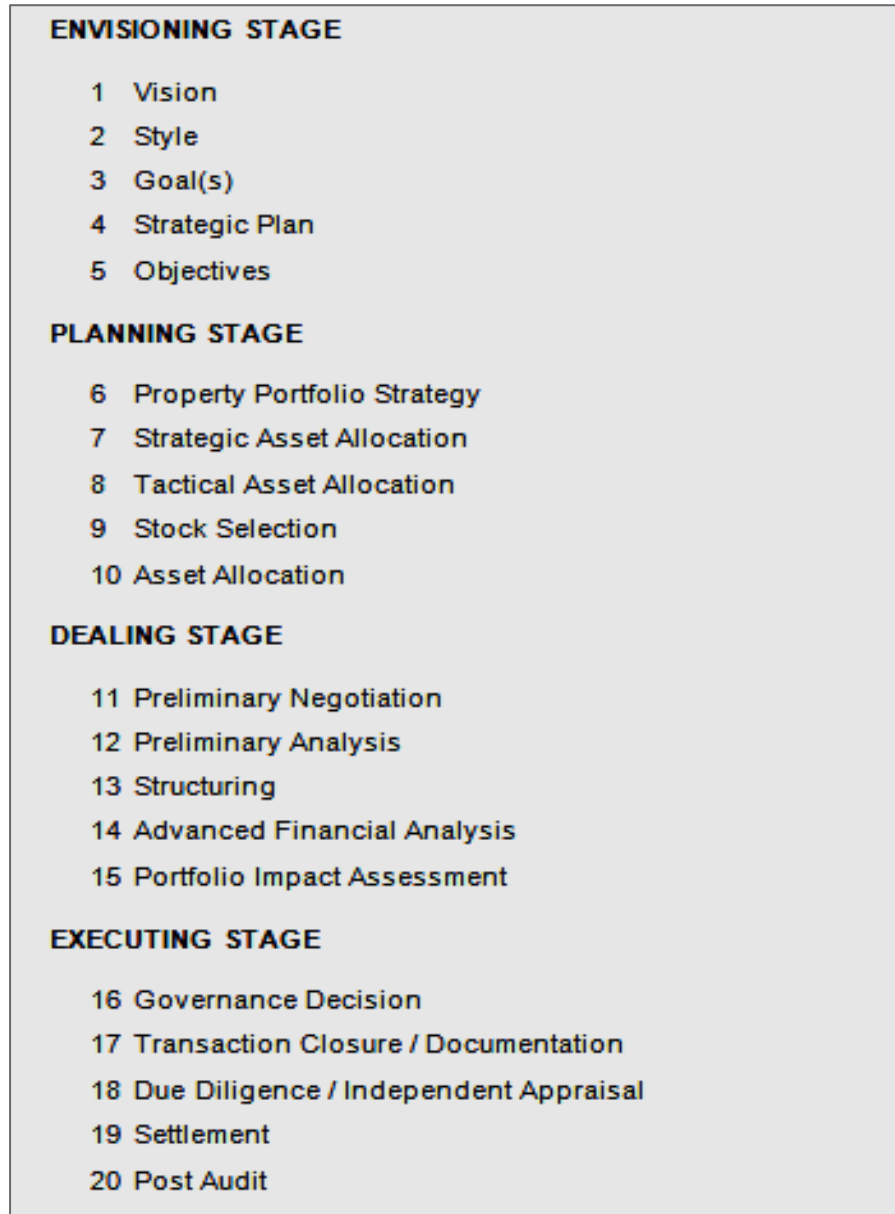 ENVISIONING STAGE
1 Vision
2 Style
3 Goal(s)
4 Strategic Plan
5 Objectives
PLANNING STAGE
6 Property Portfolio Strategy
7 Strategic Asset Allocation
8 Tactical Asset Allocation
9 Stock Selection
10 Asset Allocation
DEALING STAGE
11 Preliminary Negotiation
12 Preliminary Analysis
13 Structuring
14 Advanced Financial Analysis
15 Portfolio Impact Assessment
EXECUTING STAGE
16 Governance Decision
17 Transaction Closure / Documentation
18 Due Diligence / Independent Appraisal
19 Settlement
20 Post Audit